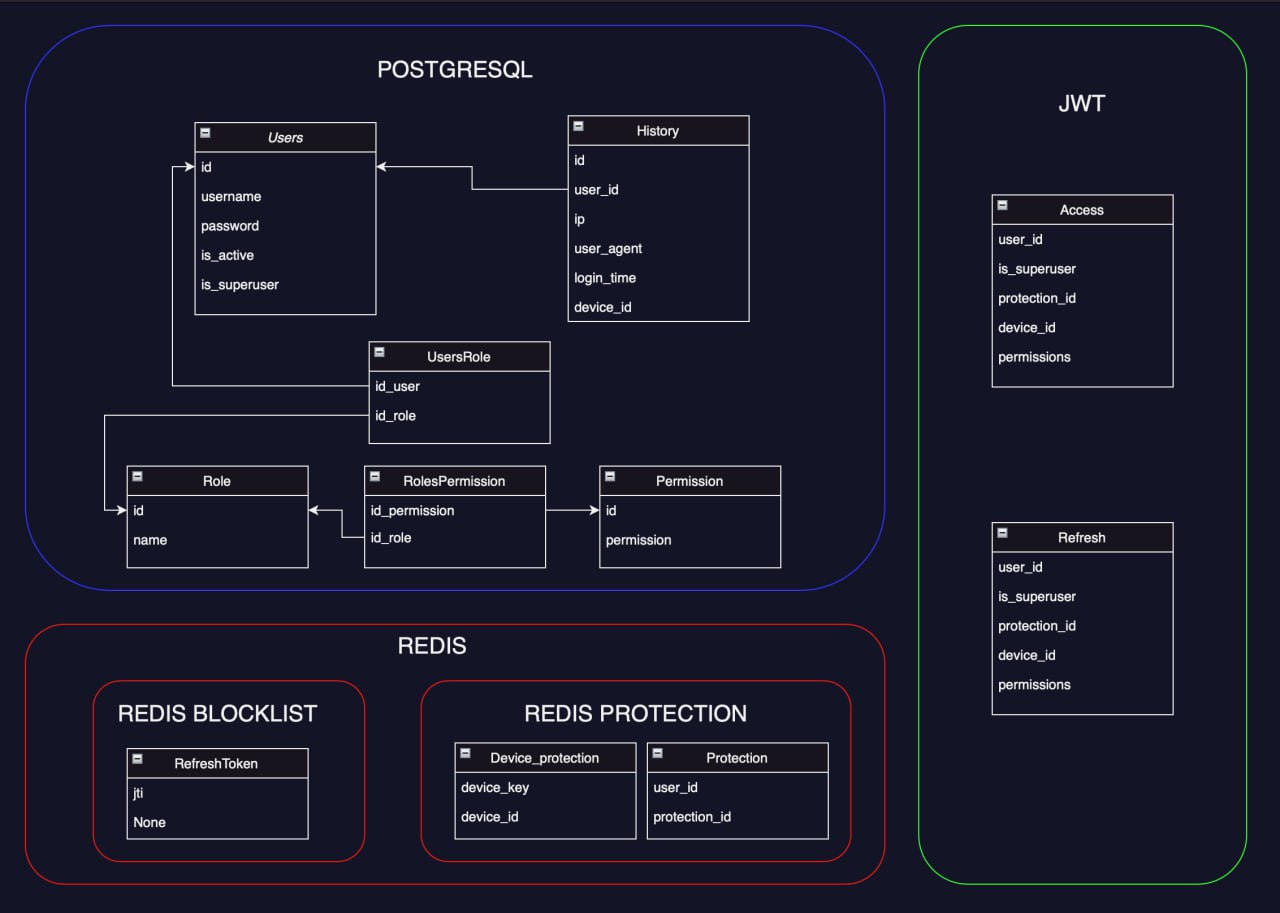 POSTGRESQL
Users
id
username
password
is_active
is_superuser
History
id
user_id
ip
user_agent
login_time
device_id
UsersRole
id_user
id_role
Role
id
name
RolesPermission
id_permission
id_role
Permission
id
permission
REDIS
REDIS BLOCKLIST
RefreshToken
jti
None
REDIS PROTECTION
Device_protection
device_key
device_id
Protection
user_id
protection_id
JWT
Access
user_id
is_superuser
protection_id
device_id
permissions
Refresh
user_id
is_superuser
protection_id
device_id
permissions